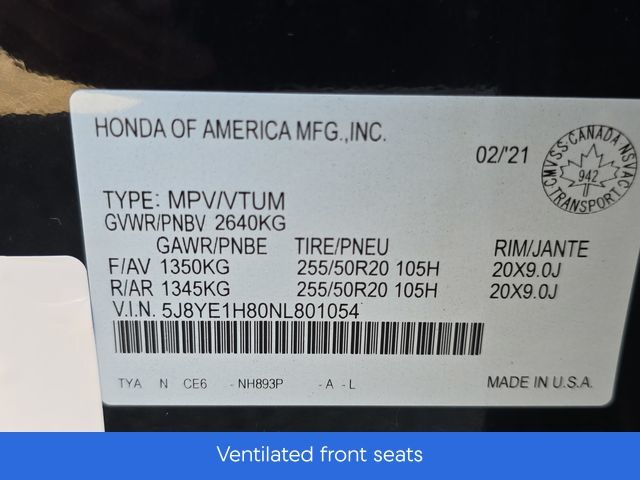 HONDA OF AMERICA MFG.,INC.
02/'21
CMVSS CANADA NSVAC
942
TRANSPORT
TYPE: MPV/VTUM
GVWR/PNBV 2640KG
GAWR/PNBE TIRE/PNEU RIM/JANTE
F/AV 1350KG 255/50R20 105H 20X9.0J
R/AR 1345KG 255/50R20 105H 20X9.0J
V.I.N. 5J8YE1H80NL801054
TYA N CE6 - NH893P - A - L MADE IN U.S.A.
Ventilated front seats